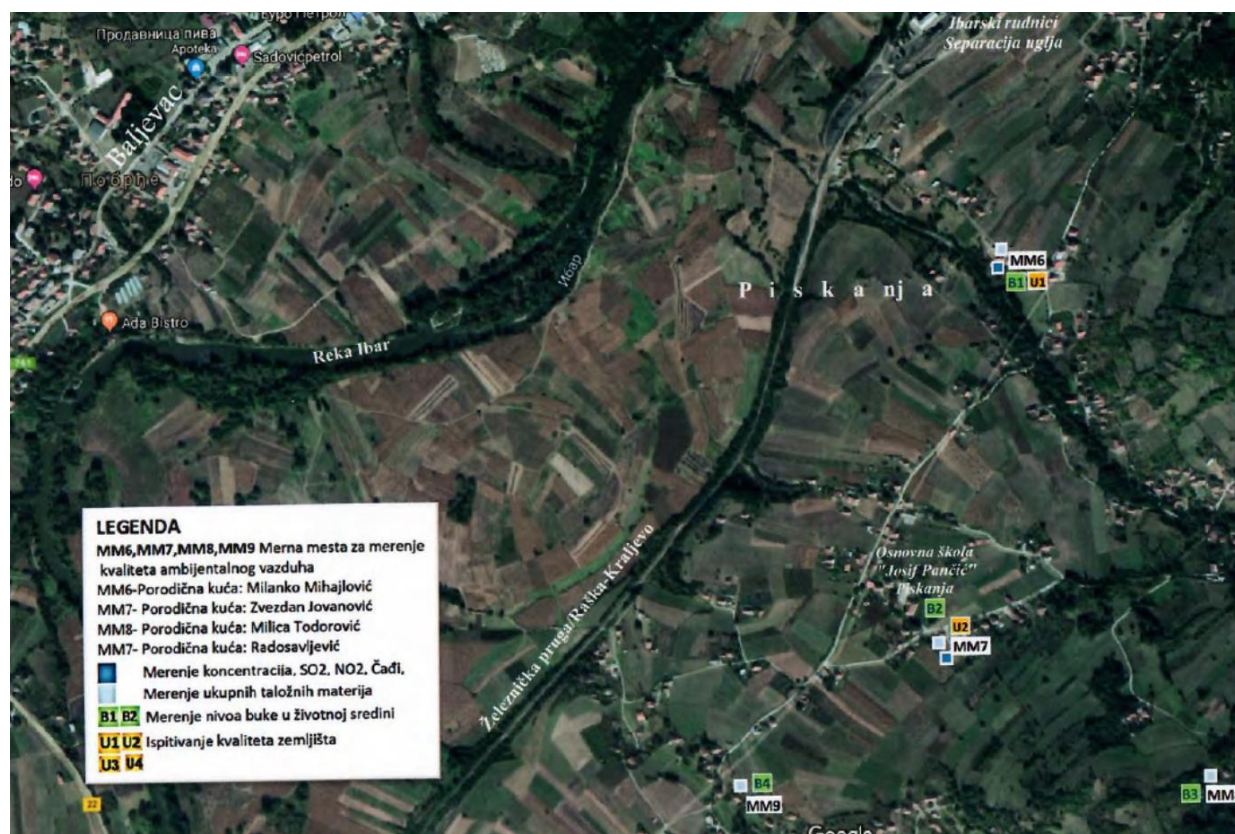 Продавница пива
Apoteka
Sadovićpetrol
Baljevac
Ada Bistro
Ибар
Reka Ibar
Ibarski rudnici
Separacija uglja
Piskanja
MM6
B1 U1
Osnovna škola
"Josif Pančić"
Piskanja
B2
U2
MM7
Železnička pruga/Raška-Kraljevo
B4
MM9
B3 MM
22
LEGENDA
MM6,MM7,MM8,MM9 Merna mesta za merenje
kvaliteta ambijentalnog vazduha
MM6-Porodična kuća: Milanko Mihajlović
MM7- Porodična kuća: Zvezdan Jovanović
MM8- Porodična kuća: Milica Todorović
MM7- Porodična kuća: Radosavljević
Merenje koncentracija, SO2, NO2, Čađi,
Merenje ukupnih taložnih materija
B1 B2 Merenje nivoa buke u životnoj sredini
U1 U2 Ispitivanje kvaliteta zemljišta
U3 U4